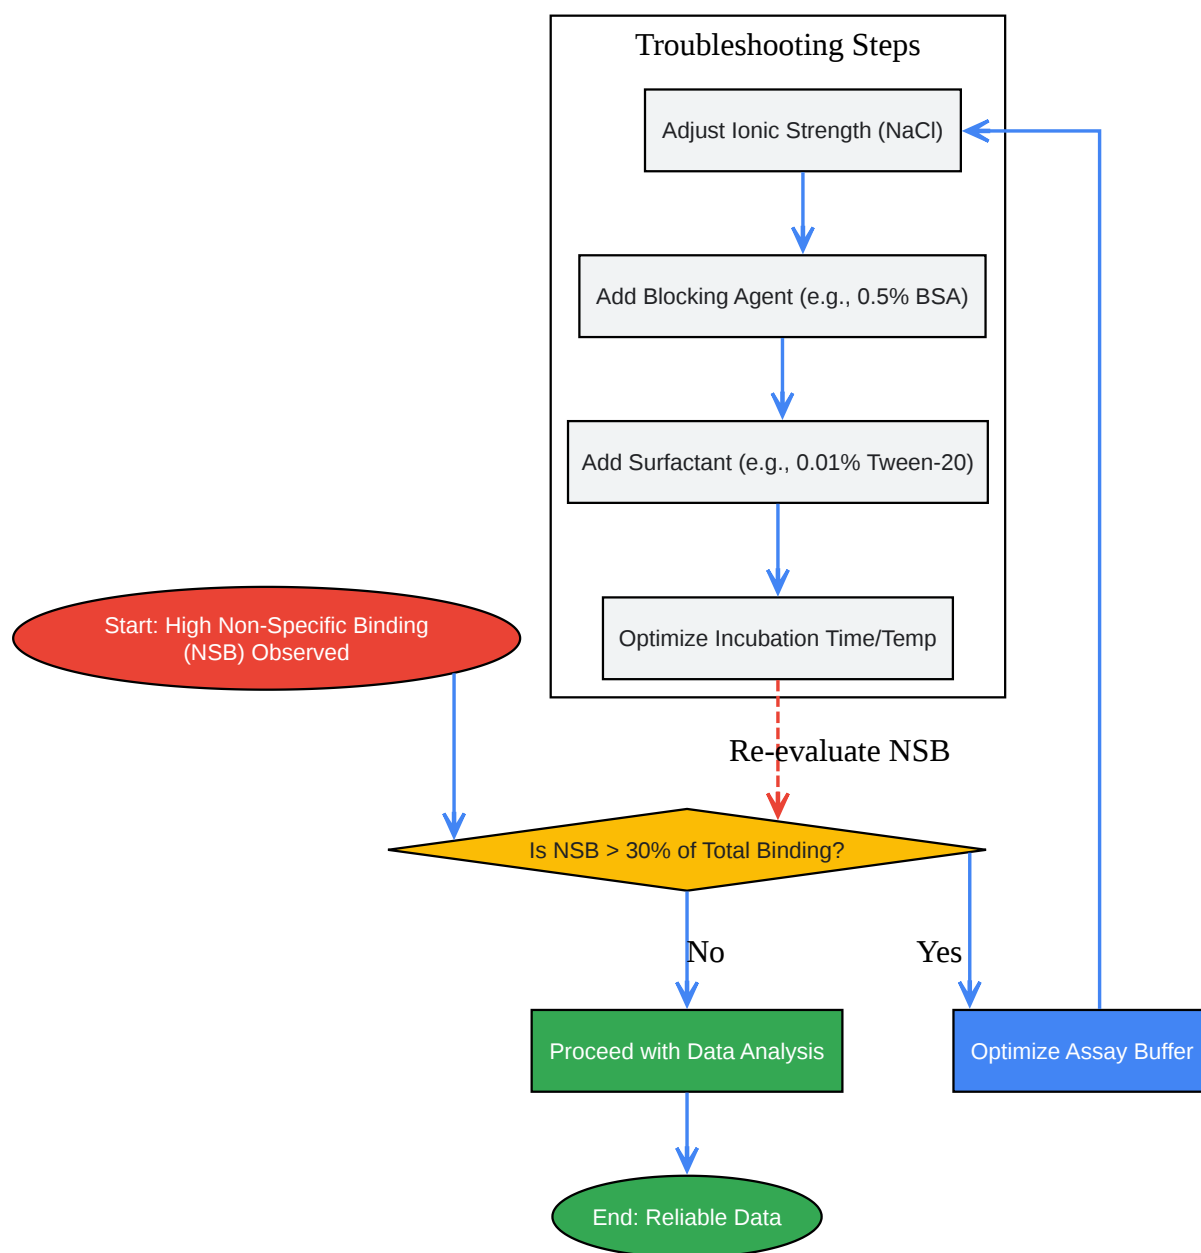 Troubleshooting Steps
Adjust Ionic Strength (NaCl)
Add Blocking Agent (e.g., 0.5% BSA)
Add Surfactant (e.g., 0.01% Tween-20)
Start: High Non-Specific Binding
(NSB) Observed
Optimize Incubation Time/Temp
Re-evaluate NSB
Is NSB > 30% of Total Binding?
No
Yes
Proceed with Data Analysis
Optimize Assay Buffer
End: Reliable Data